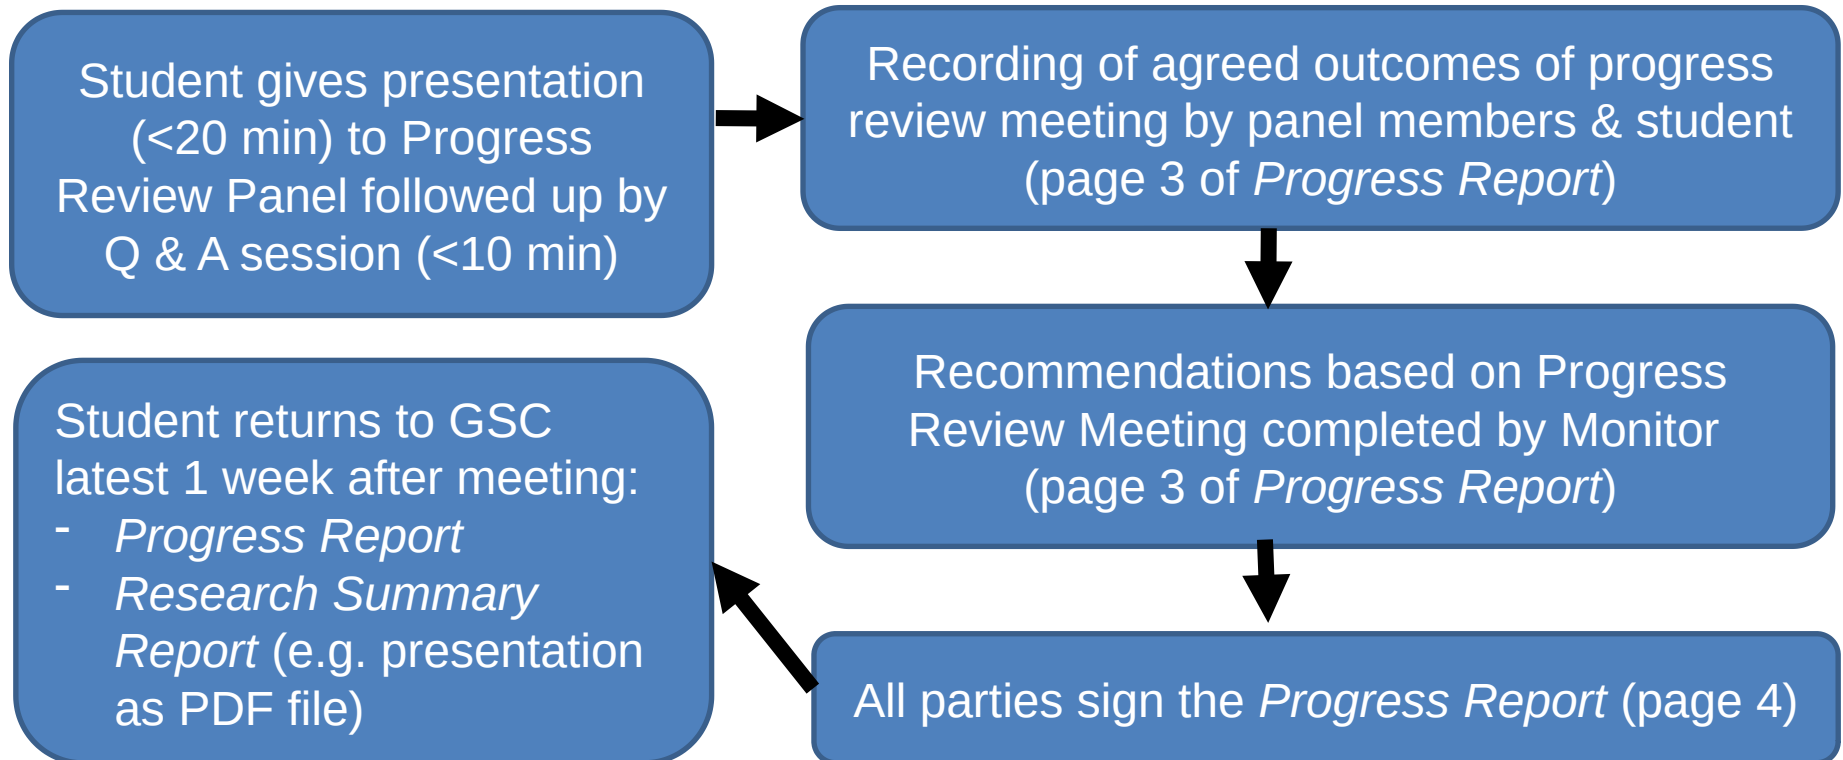 Student gives presentation
(<20 min) to Progress
Review Panel followed up by
Q & A session (<10 min)
Recording of agreed outcomes of progress
review meeting by panel members & student
(page 3 of Progress Report)
Recommendations based on Progress
Review Meeting completed by Monitor
(page 3 of Progress Report)
All parties sign the Progress Report (page 4)
Student returns to GSC
latest 1 week after meeting:
- Progress Report
- Research Summary
Report (e.g. presentation
as PDF file)